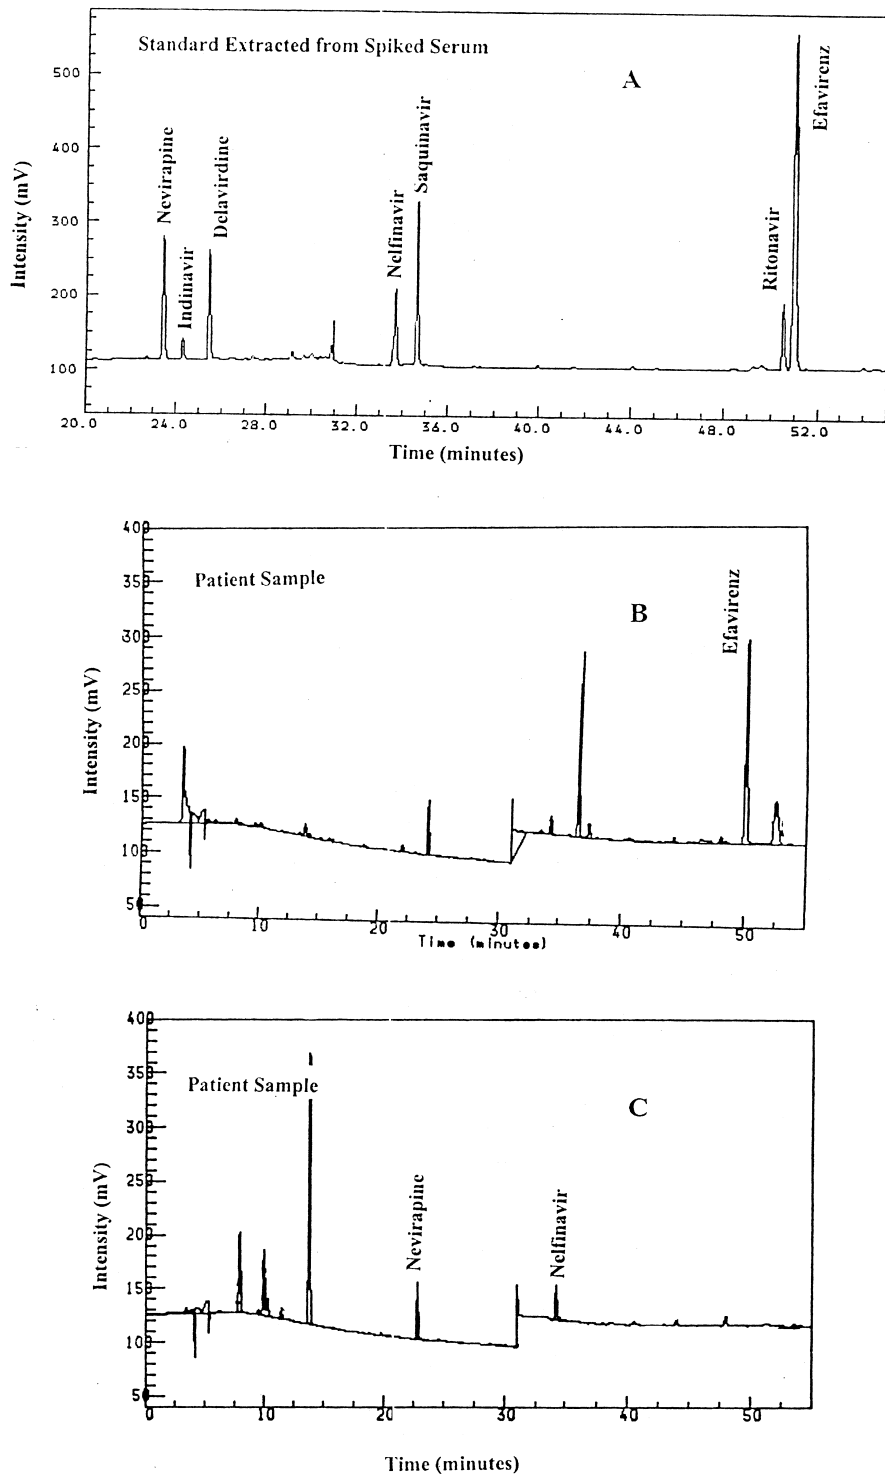 Standard Extracted from Spiked Serum
A
Intensity (mV)
500
400
300
200
100
Nevirapine
Indinavir
Delavirdine
Nelfinavir
Saquinavir
Ritonavir
Efavirenz
20.0 24.0 28.0 32.0 36.0 40.0 44.0 48.0 52.0
Time (minutes)
Patient Sample
B
Intensity (mV)
400
350
300
250
200
150
100
50
Efavirenz
0 10 20 30 40 50
Time (minutes)
Patient Sample
C
Intensity (mV)
400
350
300
250
200
150
100
50
Nevirapine
Nelfinavir
0 10 20 30 40 50
Time (minutes)